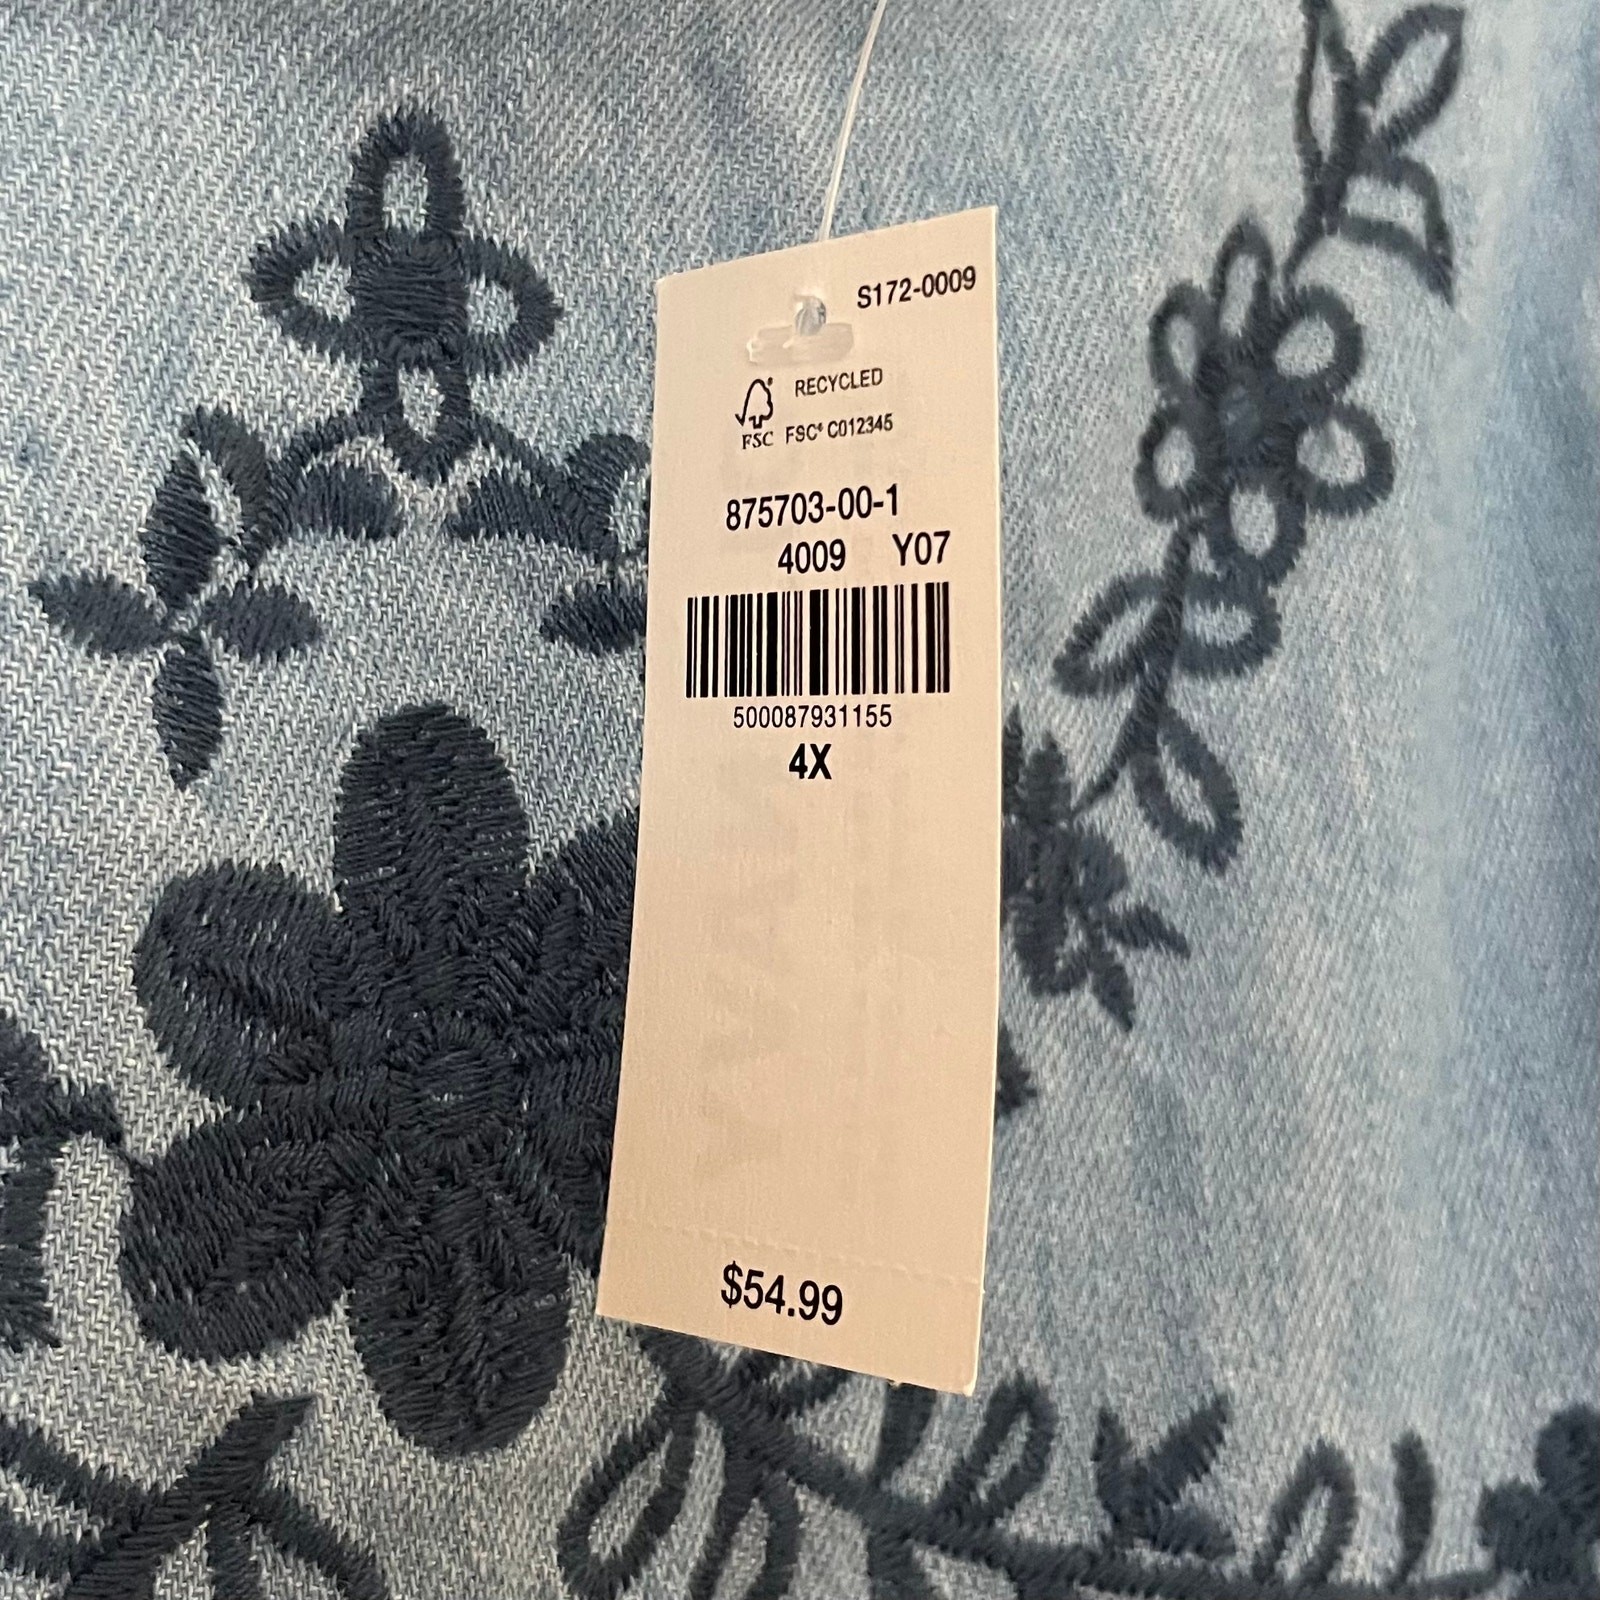 S172-0009
RECYCLED
FSC FSC® C012345
875703-00-1
4009 Y07
500087931155
4X
$54.99